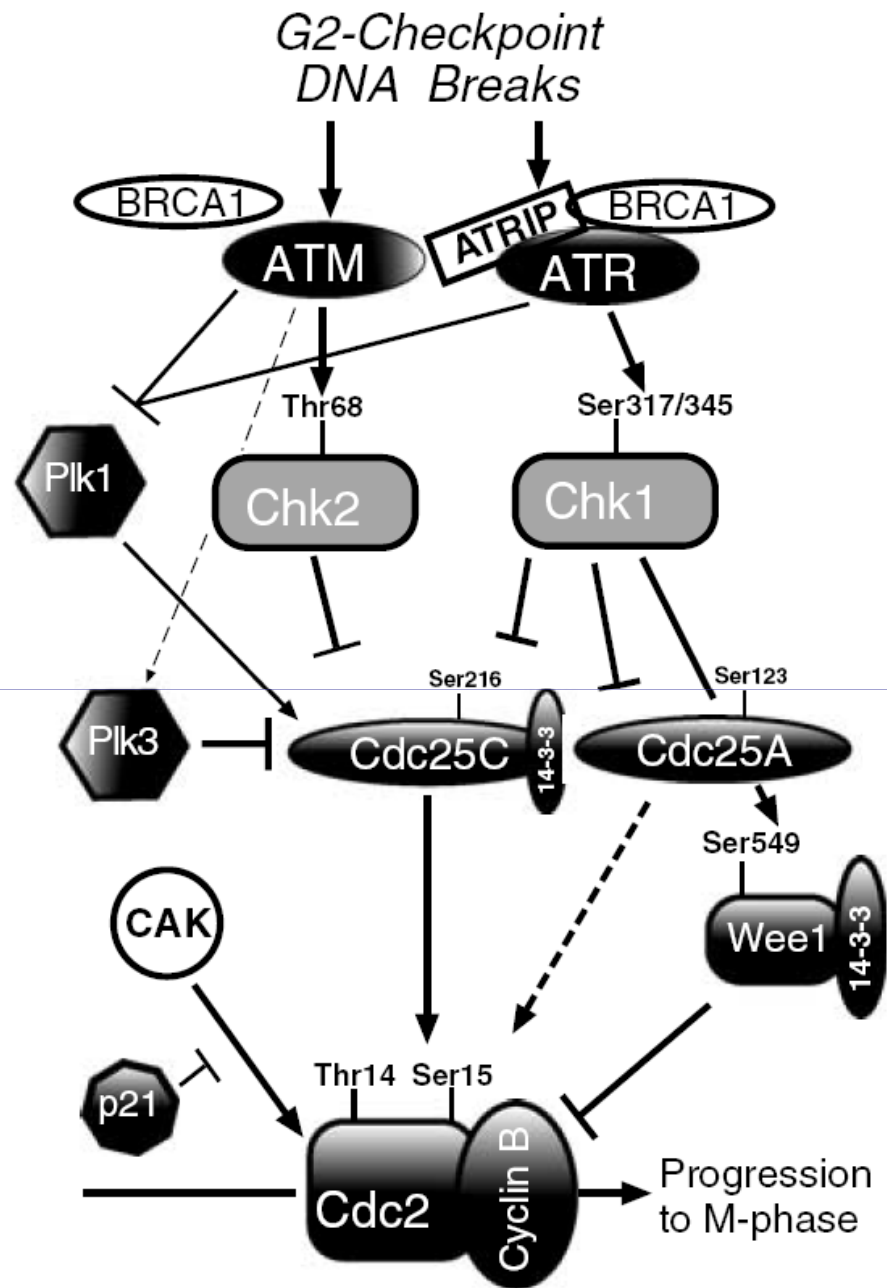 G2-Checkpoint
DNA Breaks
BRCA1
ATM
ATRIP
BRCA1
ATR
Thr68
Ser317/345
Plk1
Chk2
Chk1
Ser216
Ser123
Plk3
Cdc25C
14-3-3
Cdc25A
Ser549
CAK
Wee1
14-3-3
Thr14 Ser15
p21
Cdc2
Cyclin B
Progression
to M-phase